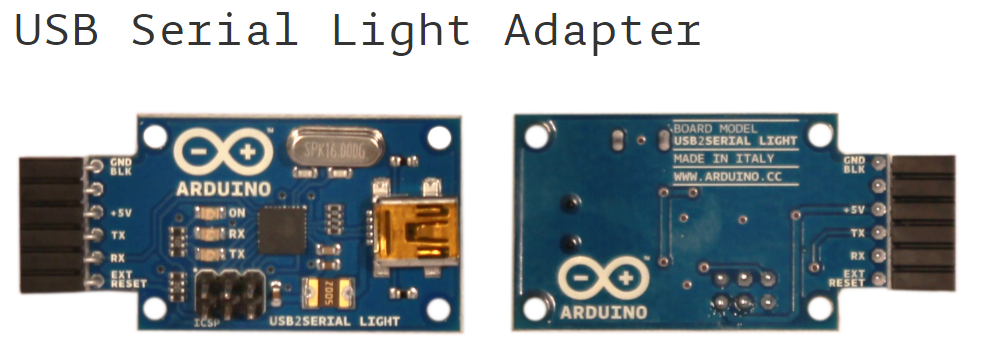 USB Serial Light Adapter
ARDUINO
SPK16.000G
GND
BLK
+5V
TX
RX
EXT
RESET
ON
RX
TX
ICSP
500Z
USB2SERIAL LIGHT
BOARD MODEL
USB2SERIAL LIGHT
MADE IN ITALY
WWW.ARDUINO.CC
GND
BLK
+5V
TX
RX
EXT
RESET
ARDUINO